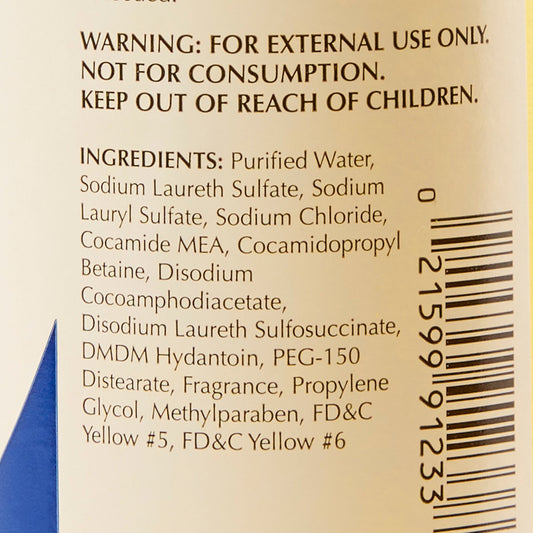 WARNING: FOR EXTERNAL USE ONLY.
NOT FOR CONSUMPTION.
KEEP OUT OF REACH OF CHILDREN.
INGREDIENTS: Purified Water,
Sodium Laureth Sulfate, Sodium
Lauryl Sulfate, Sodium Chloride,
Cocamide MEA, Cocamidopropyl
Betaine, Disodium
Cocoamphodiacetate,
Disodium Laureth Sulfosuccinate,
DMDM Hydantoin, PEG-150
Distearate, Fragrance, Propylene
Glycol, Methylparaben, FD&C
Yellow #5, FD&C Yellow #6
0 21599 91233